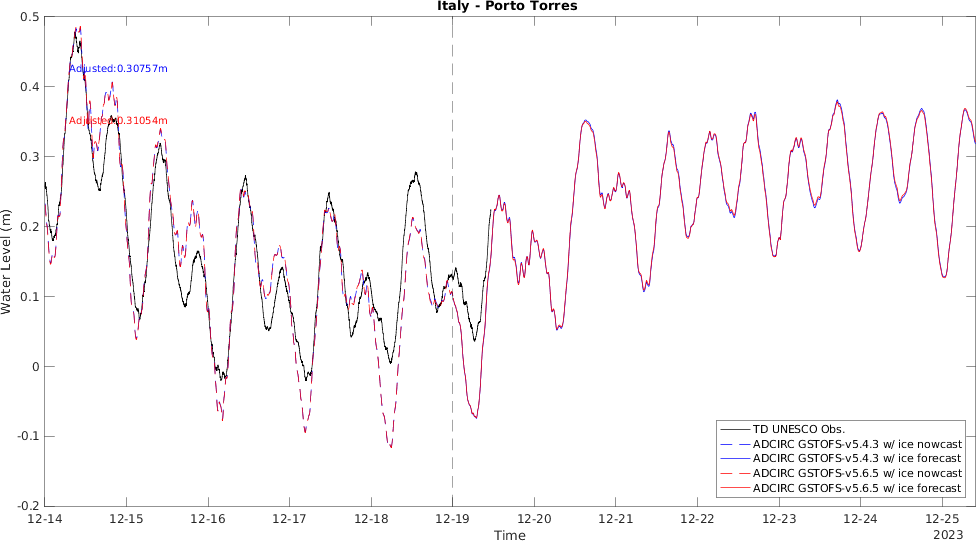 Italy - Porto Torres
0.5
0.4
0.3
0.2
0.1
0
-0.1
-0.2
Water Level (m)
Adjusted:0.30757m
Adjusted:0.31054m
TD UNESCO Obs.
ADCIRC GSTOFS-v5.4.3 w/ ice nowcast
ADCIRC GSTOFS-v5.4.3 w/ ice forecast
ADCIRC GSTOFS-v5.6.5 w/ ice nowcast
ADCIRC GSTOFS-v5.6.5 w/ ice forecast
12-14 12-15 12-16 12-17 12-18 12-19 12-20 12-21 12-22 12-23 12-24 12-25
Time
2023